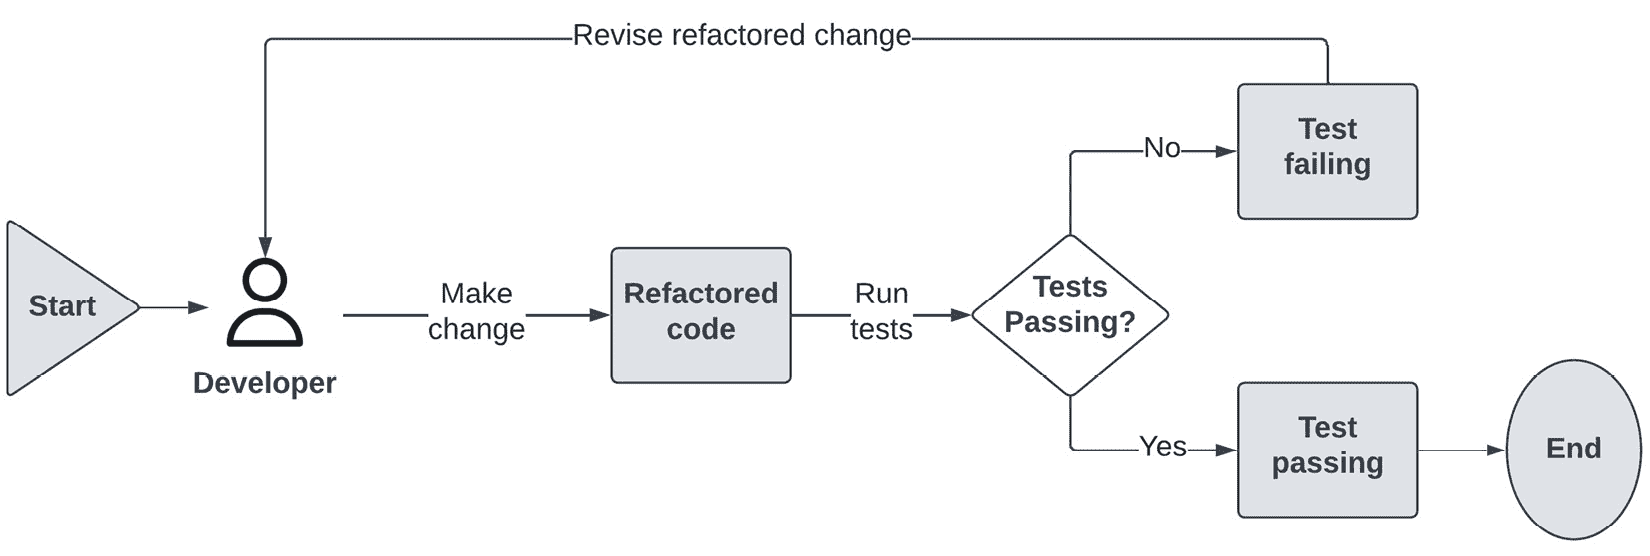 Revise refactored change
Test
failing
No
Start
Developer
Make
change
Refactored
code
Run
tests
Tests
Passing?
Yes
Test
passing
End